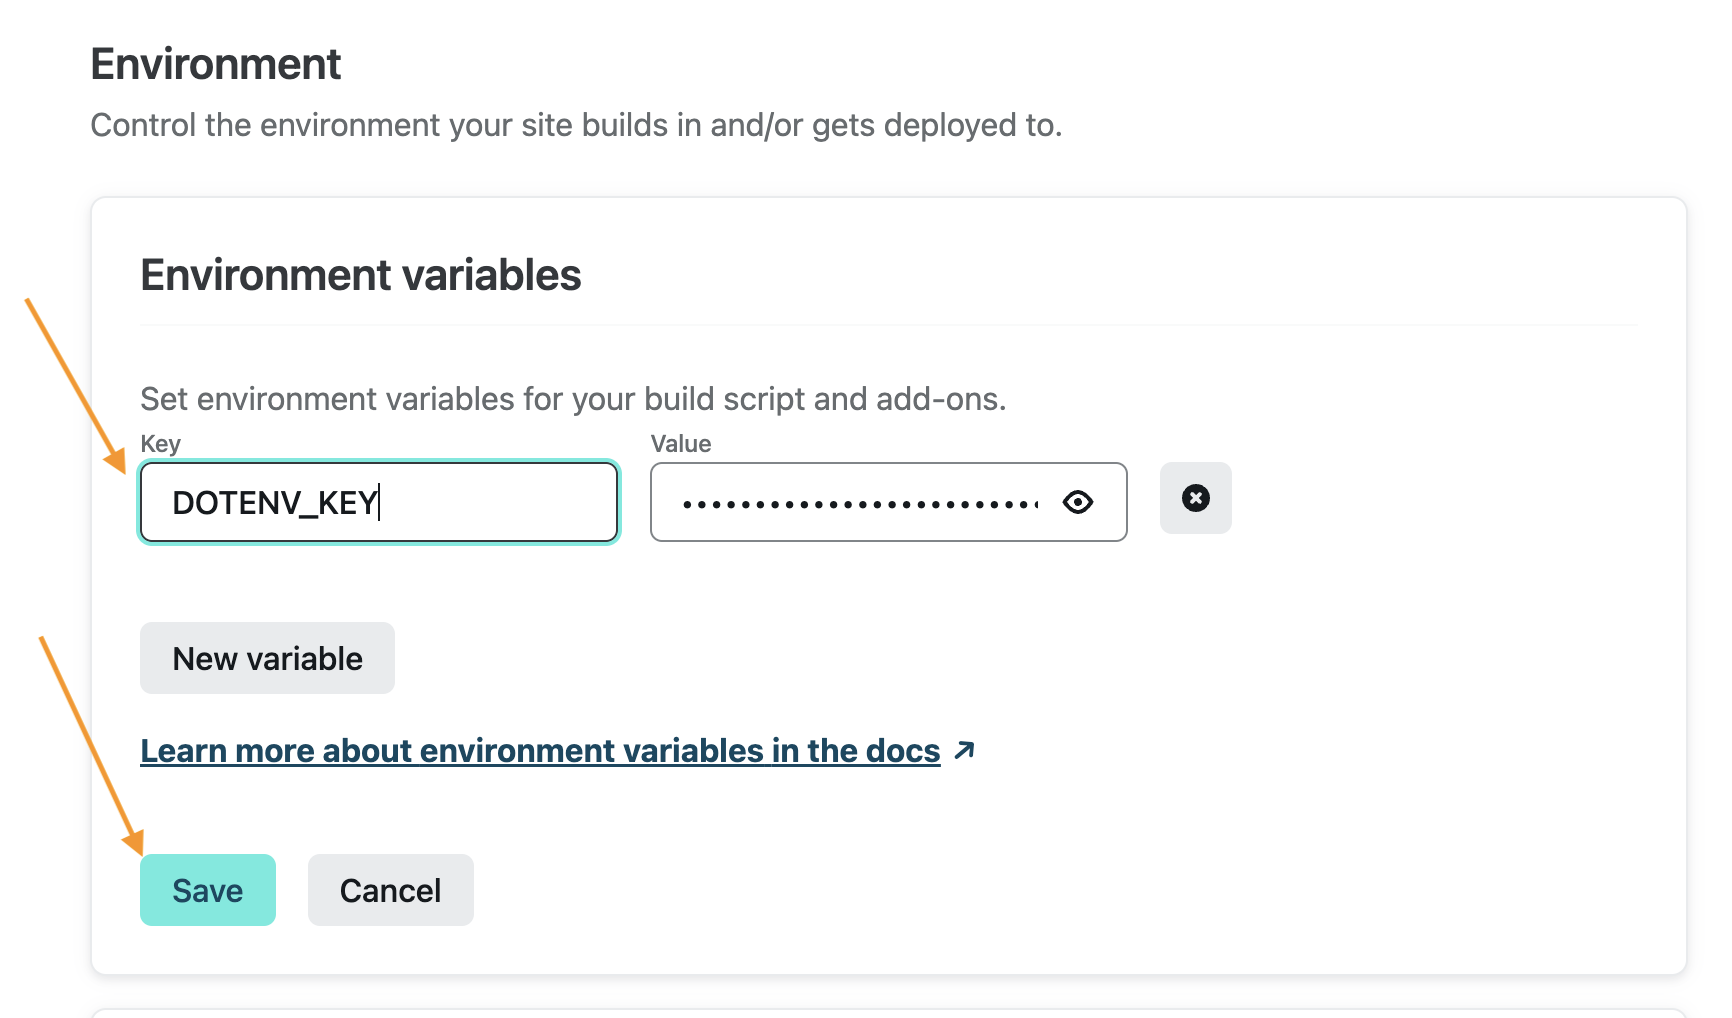 Environment
Control the environment your site builds in and/or gets deployed to.
Environment variables
Set environment variables for your build script and add-ons.
Key
Value
DOTENV_KEY
New variable
Learn more about environment variables in the docs
Save
Cancel